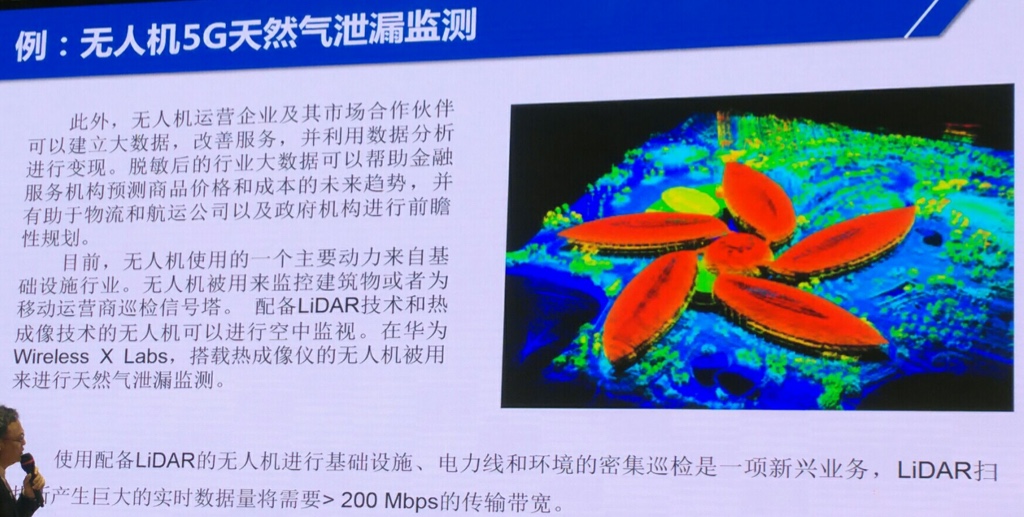 例：无人机5G天然气泄漏监测
此外，无人机运营企业及其市场合作伙伴
可以建立大数据，改善服务，并利用数据分析
进行变现。脱敏后的行业大数据可以帮助金融
服务机构预测商品价格和成本的未来趋势，并
有助于物流和航运公司以及政府机构进行前瞻
性规划。
目前，无人机使用的一个主要动力来自基
础设施行业。无人机被用来监控建筑物或者为
移动运营商巡检信号塔。 配备LiDAR技术和热
成像技术的无人机可以进行空中监视。在华为
Wireless X Labs，搭载热成像仪的无人机被用
来进行天然气泄漏监测。
使用配备LiDAR的无人机进行基础设施、电力线和环境的密集巡检是一项新兴业务，LiDAR扫
所产生巨大的实时数据量将需要> 200 Mbps的传输带宽。